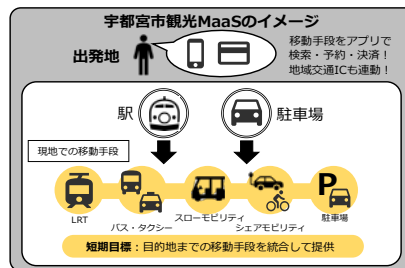 宇都宮市観光MaaSのイメージ
出発地
移動手段をアプリで
検索・予約・決済！
地域交通ICも連動！
駅
駐車場
現地での移動手段
LRT
バス・タクシー
スローモビリティ
シェアモビリティ
P
駐車場
短期目標：目的地までの移動手段を統合して提供